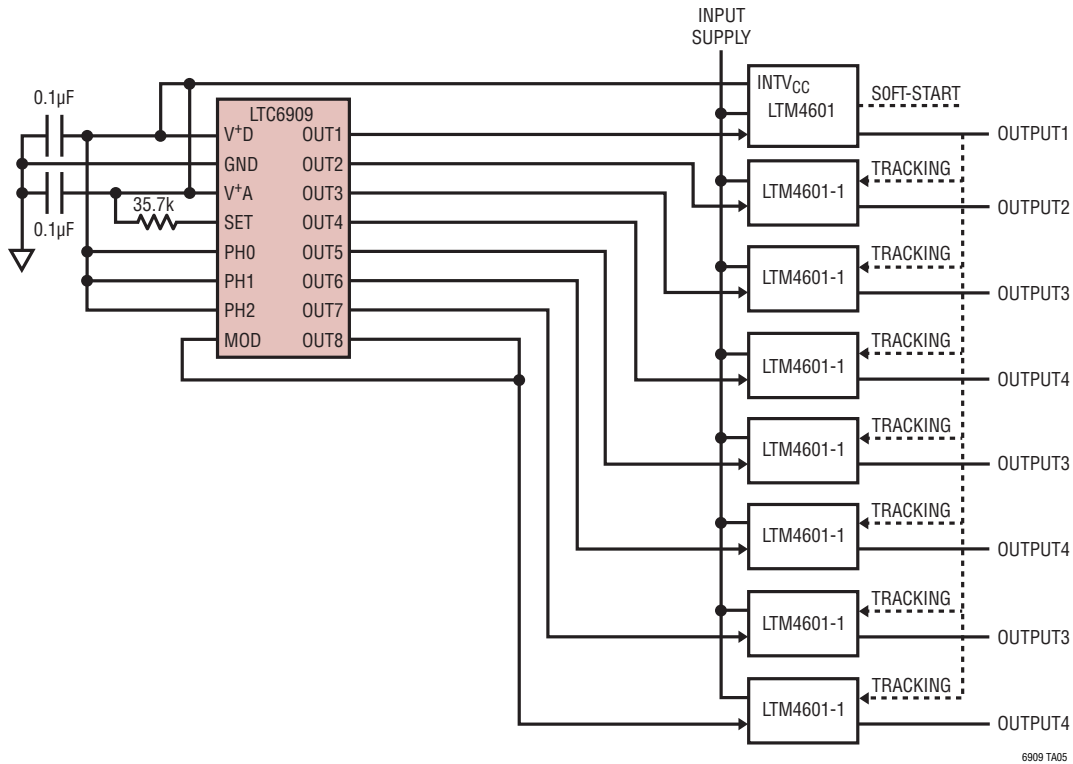 INPUT
SUPPLY
0.1µF
LTC6909
V+D
GND
V+A
SET
PH0
PH1
PH2
MOD
OUT1
OUT2
OUT3
OUT4
OUT5
OUT6
OUT7
OUT8
35.7k
0.1µF
INTVCC
LTM4601
SOFT-START
OUTPUT1
TRACKING
LTM4601-1
OUTPUT2
TRACKING
LTM4601-1
OUTPUT3
TRACKING
LTM4601-1
OUTPUT4
TRACKING
LTM4601-1
OUTPUT3
TRACKING
LTM4601-1
OUTPUT4
TRACKING
LTM4601-1
OUTPUT3
TRACKING
LTM4601-1
OUTPUT4
6909 TA05